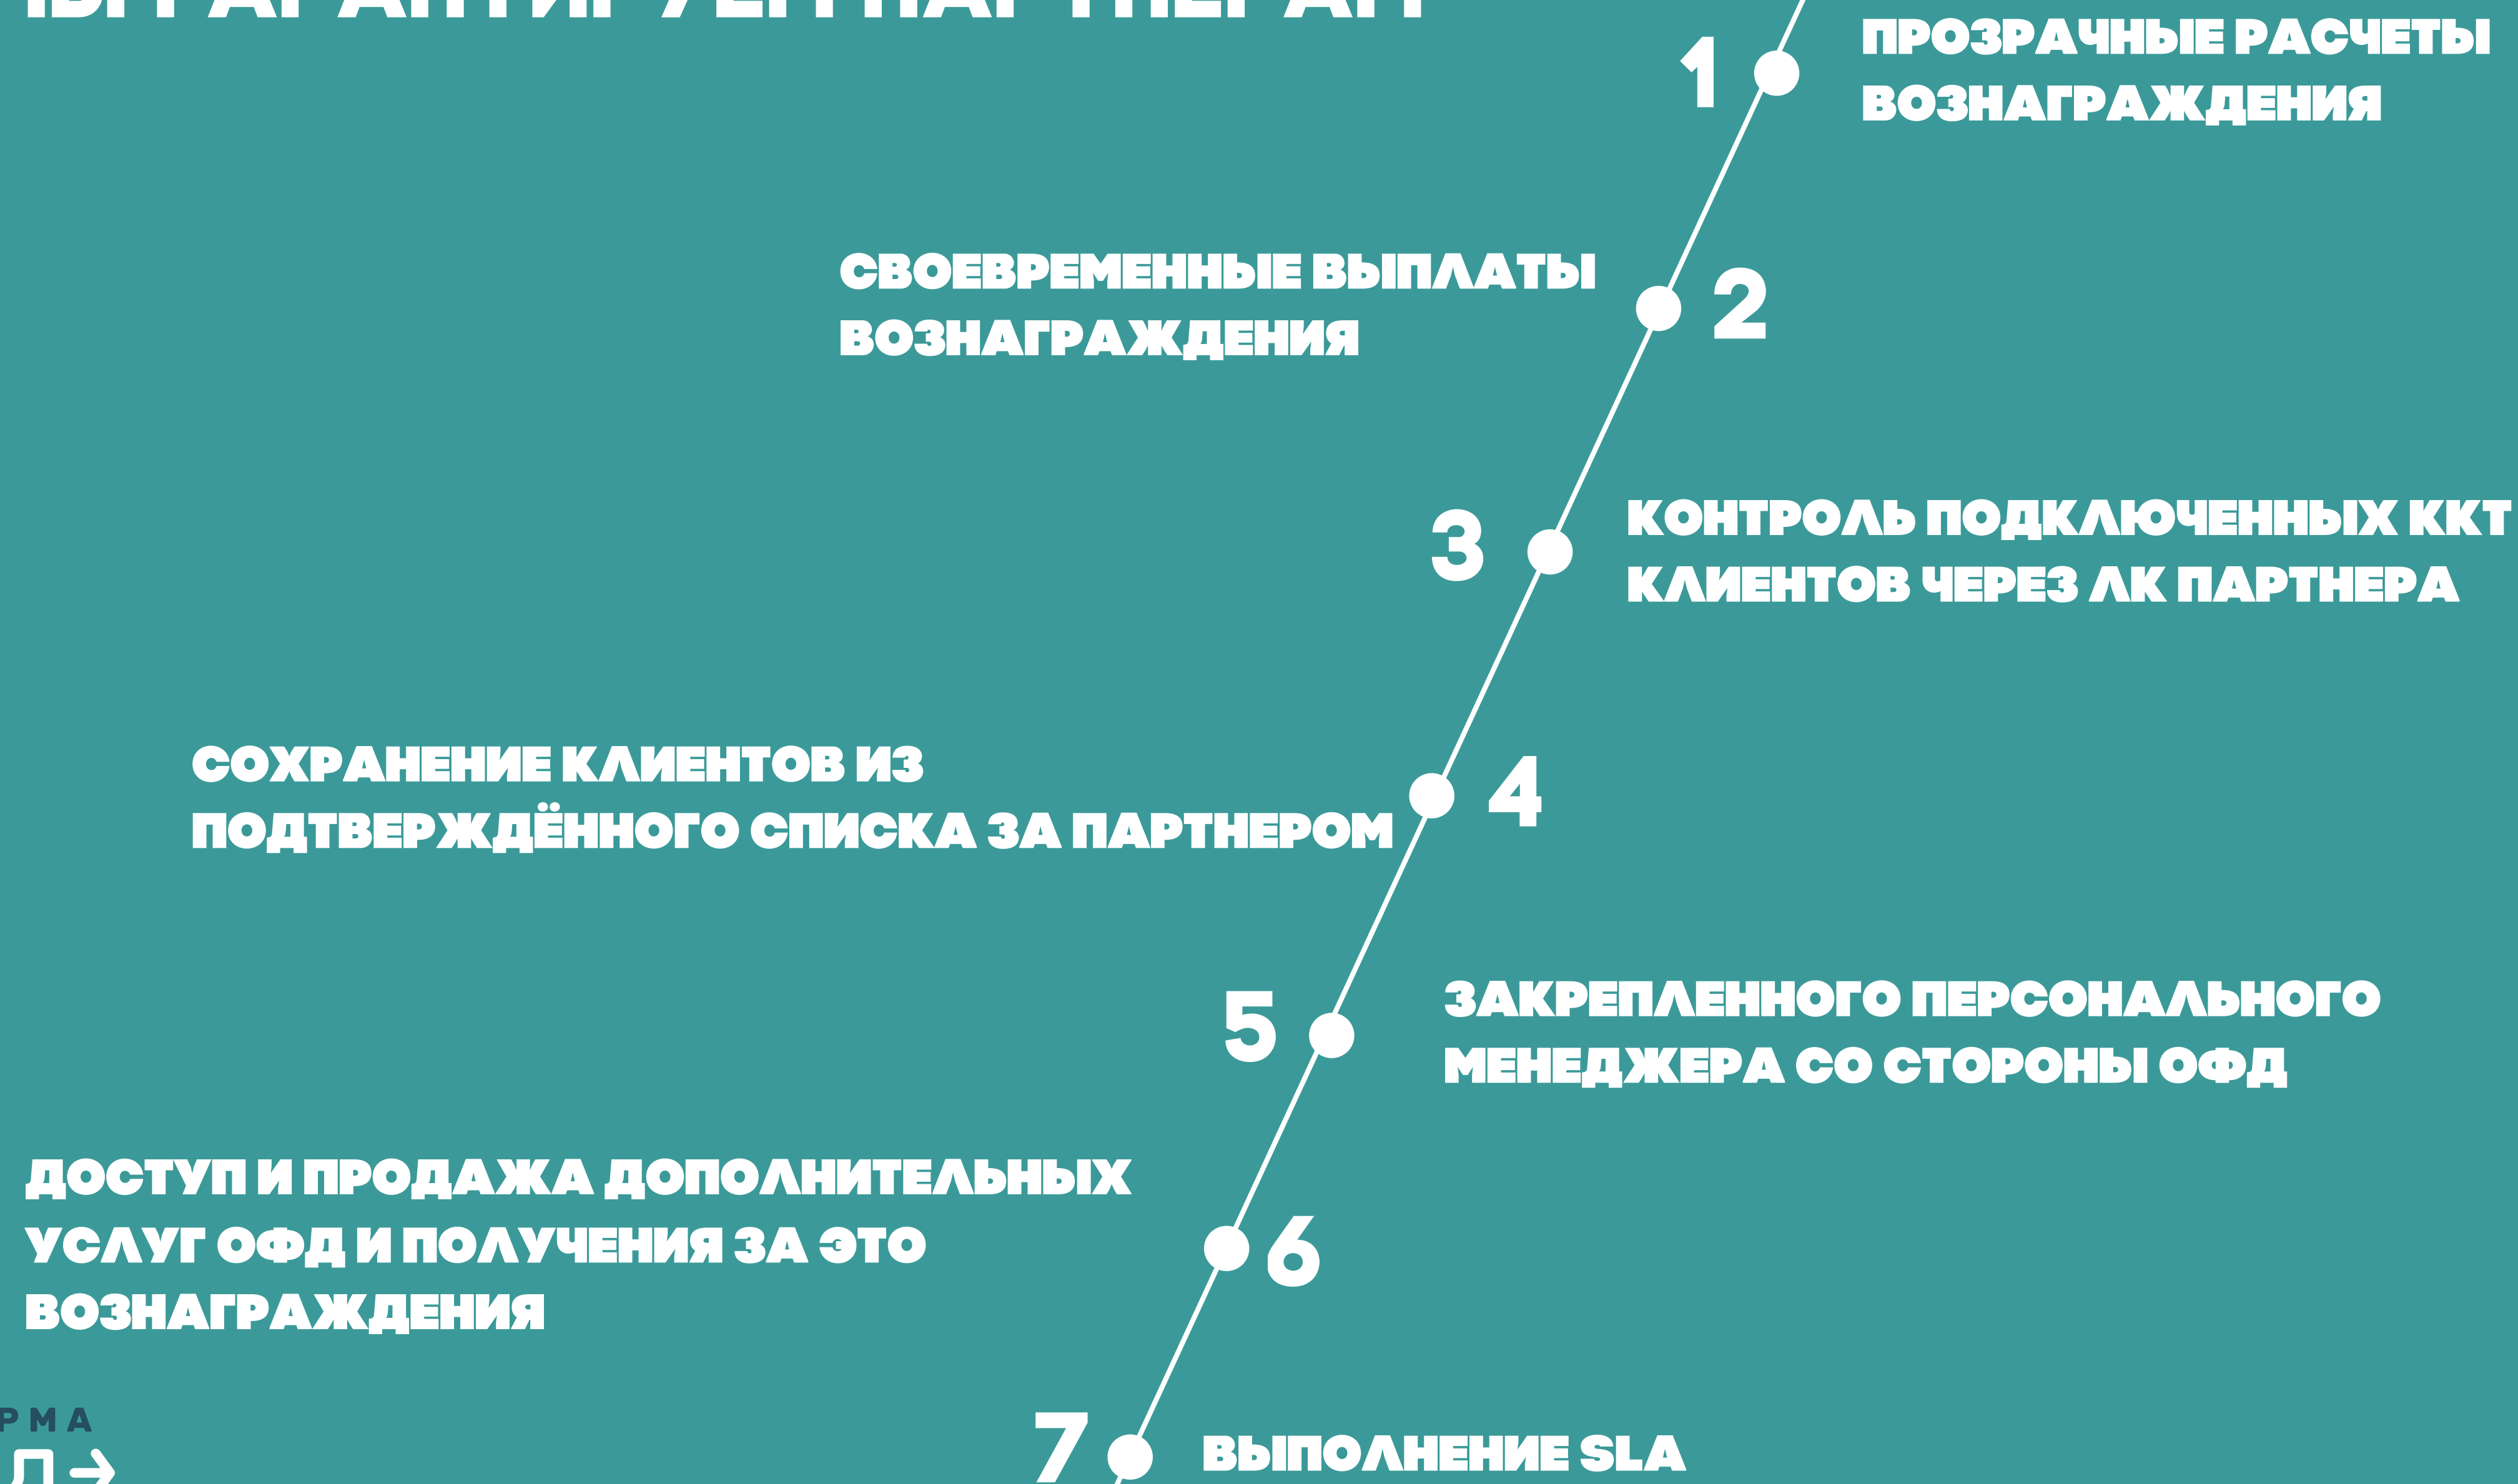 1
ПРОЗРАЧНЫЕ РАСЧЕТЫ
ВОЗНАГРАЖДЕНИЯ
СВОЕВРЕМЕННЫЕ ВЫПЛАТЫ
ВОЗНАГРАЖДЕНИЯ
2
3
КОНТРОЛЬ ПОДКЛЮЧЕННЫХ ККТ
КЛИЕНТОВ ЧЕРЕЗ ЛК ПАРТНЕРА
СОХРАНЕНИЕ КЛИЕНТОВ ИЗ
ПОДТВЕРЖДЁННОГО СПИСКА ЗА ПАРТНЕРОМ
4
5
ЗАКРЕПЛЕННОГО ПЕРСОНАЛЬНОГО
МЕНЕДЖЕРА СО СТОРОНЫ ОФД
ДОСТУП И ПРОДАЖА ДОПОЛНИТЕЛЬНЫХ
УСЛУГ ОФД И ПОЛУЧЕНИЯ ЗА ЭТО
ВОЗНАГРАЖДЕНИЯ
6
7
ВЫПОЛНЕНИЕ SLA
РМА